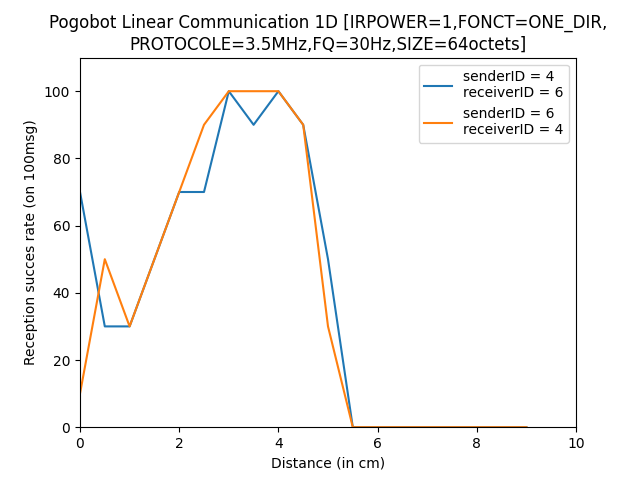 Pogobot Linear Communication 1D [IRPOWER=1,FONCT=ONE_DIR,
PROTOCOLE=3.5MHz,FQ=30Hz,SIZE=64octets]
senderID = 4
receiverID = 6
senderID = 6
receiverID = 4
Reception succes rate (on 100msg)
100
80
60
40
20
0
0 2 4 6 8 10
Distance (in cm)